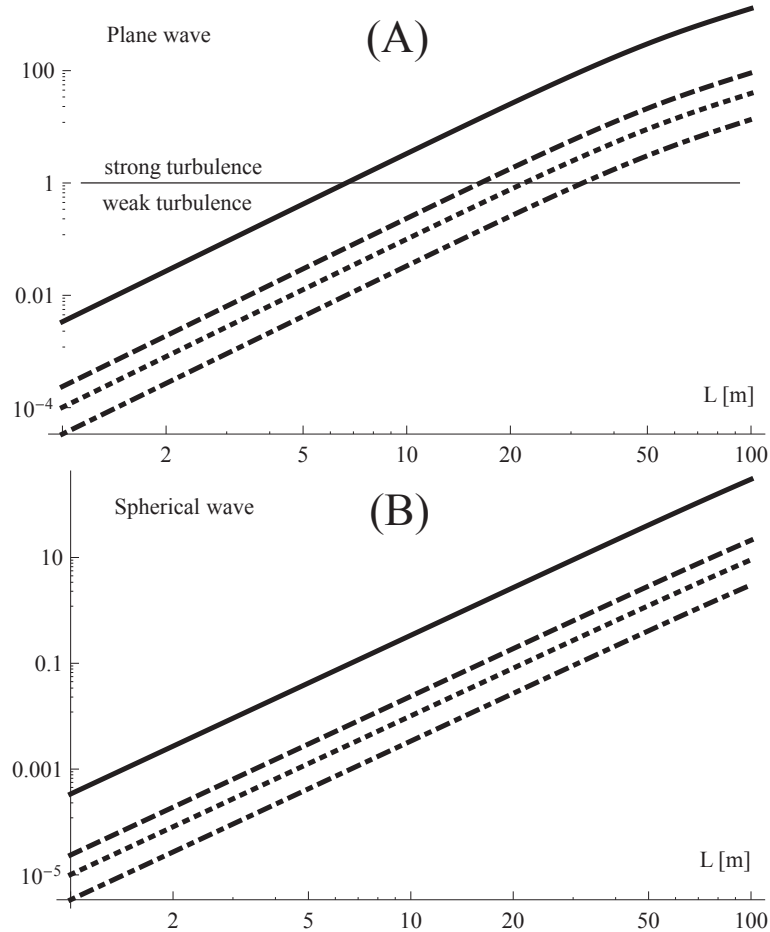 Plane wave
(A)
100
strong turbulence
1
weak turbulence
0.01
10⁻⁴
L [m]
2 5 10 20 50 100
Spherical wave
(B)
10
0.1
0.001
10⁻⁵
L [m]
2 5 10 20 50 100